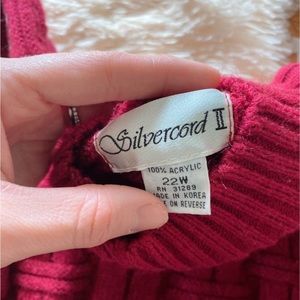 Silvercord II
100% ACRYLIC
22W
RN 31289
MADE IN KOREA
ON REVERSE